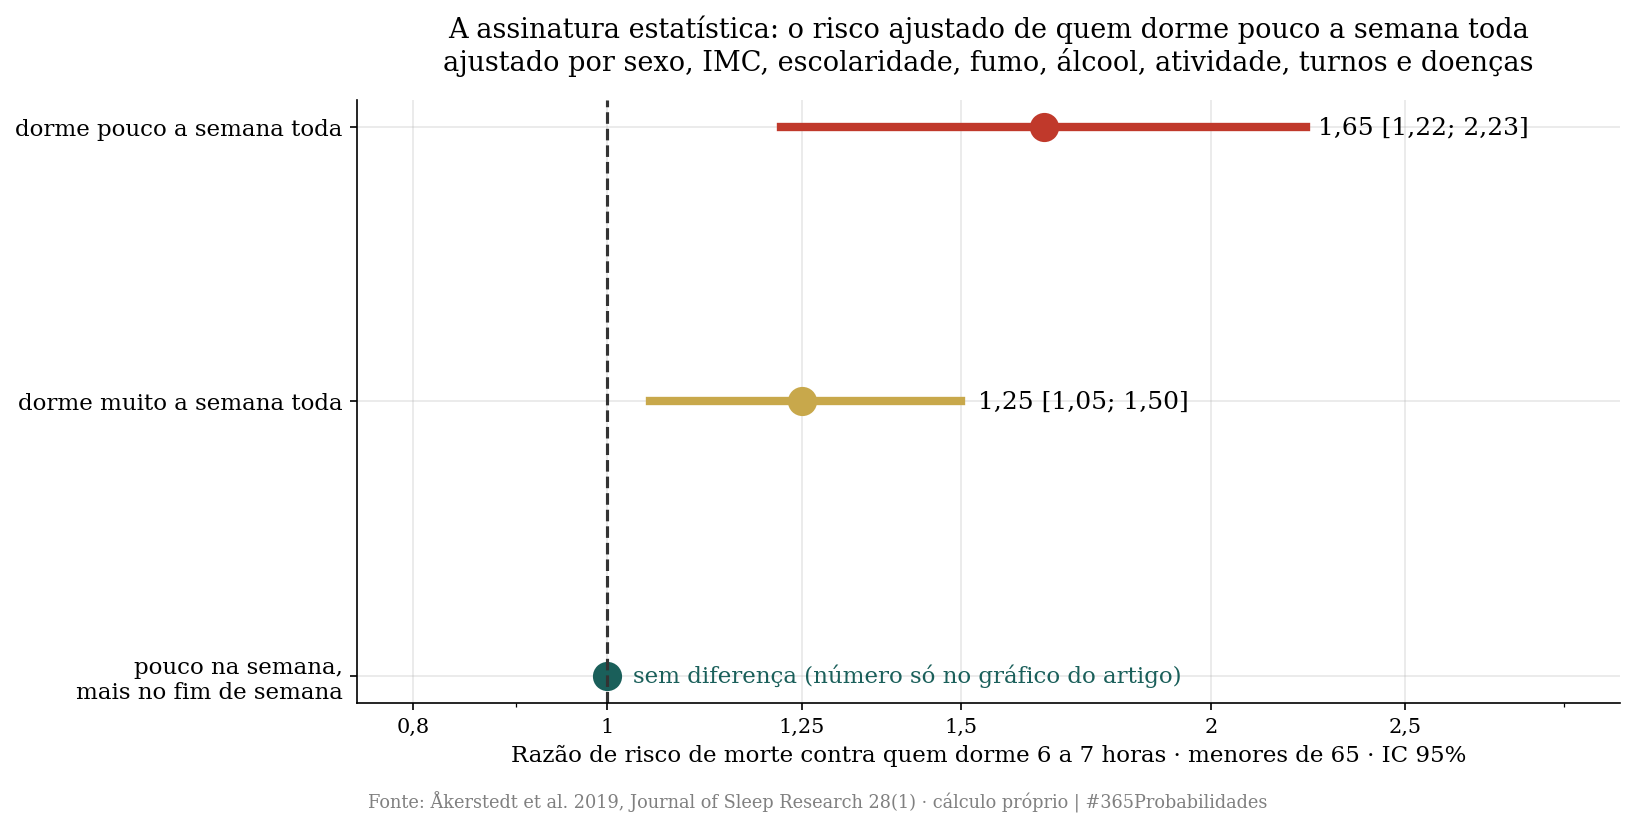 A assinatura estatística: o risco ajustado de quem dorme pouco a semana toda
ajustado por sexo, IMC, escolaridade, fumo, álcool, atividade, turnos e doenças
dorme pouco a semana toda
1,65 [1,22; 2,23]
dorme muito a semana toda
1,25 [1,05; 1,50]
pouco na semana,
mais no fim de semana
sem diferença (número só no gráfico do artigo)
0,8 1 1,25 1,5 2 2,5
Razão de risco de morte contra quem dorme 6 a 7 horas · menores de 65 · IC 95%
Fonte: Åkerstedt et al. 2019, Journal of Sleep Research 28(1) · cálculo próprio | #365Probabilidades